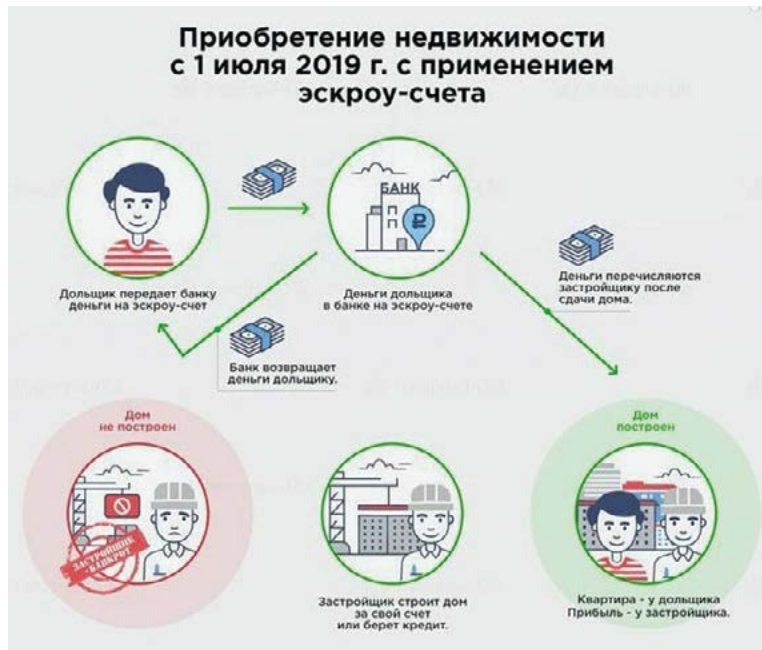 Приобретение недвижимости
с 1 июля 2019 г. с применением
эскроу-счета
БАНК
Дольщик передает банку
деньги на эскроу-счет
Деньги дольщика
в банке на эскроу-счете
Деньги перечисляются
застройщику после
сдачи дома.
Банк возвращает
деньги дольщику.
Дом
не построен
ЗАСТРОЙЩИК
-БАНКРОТ
Застройщик строит дом
за свой счет
или берет кредит.
Дом
построен
Квартира - у дольщика
Прибыль - у застройщика.